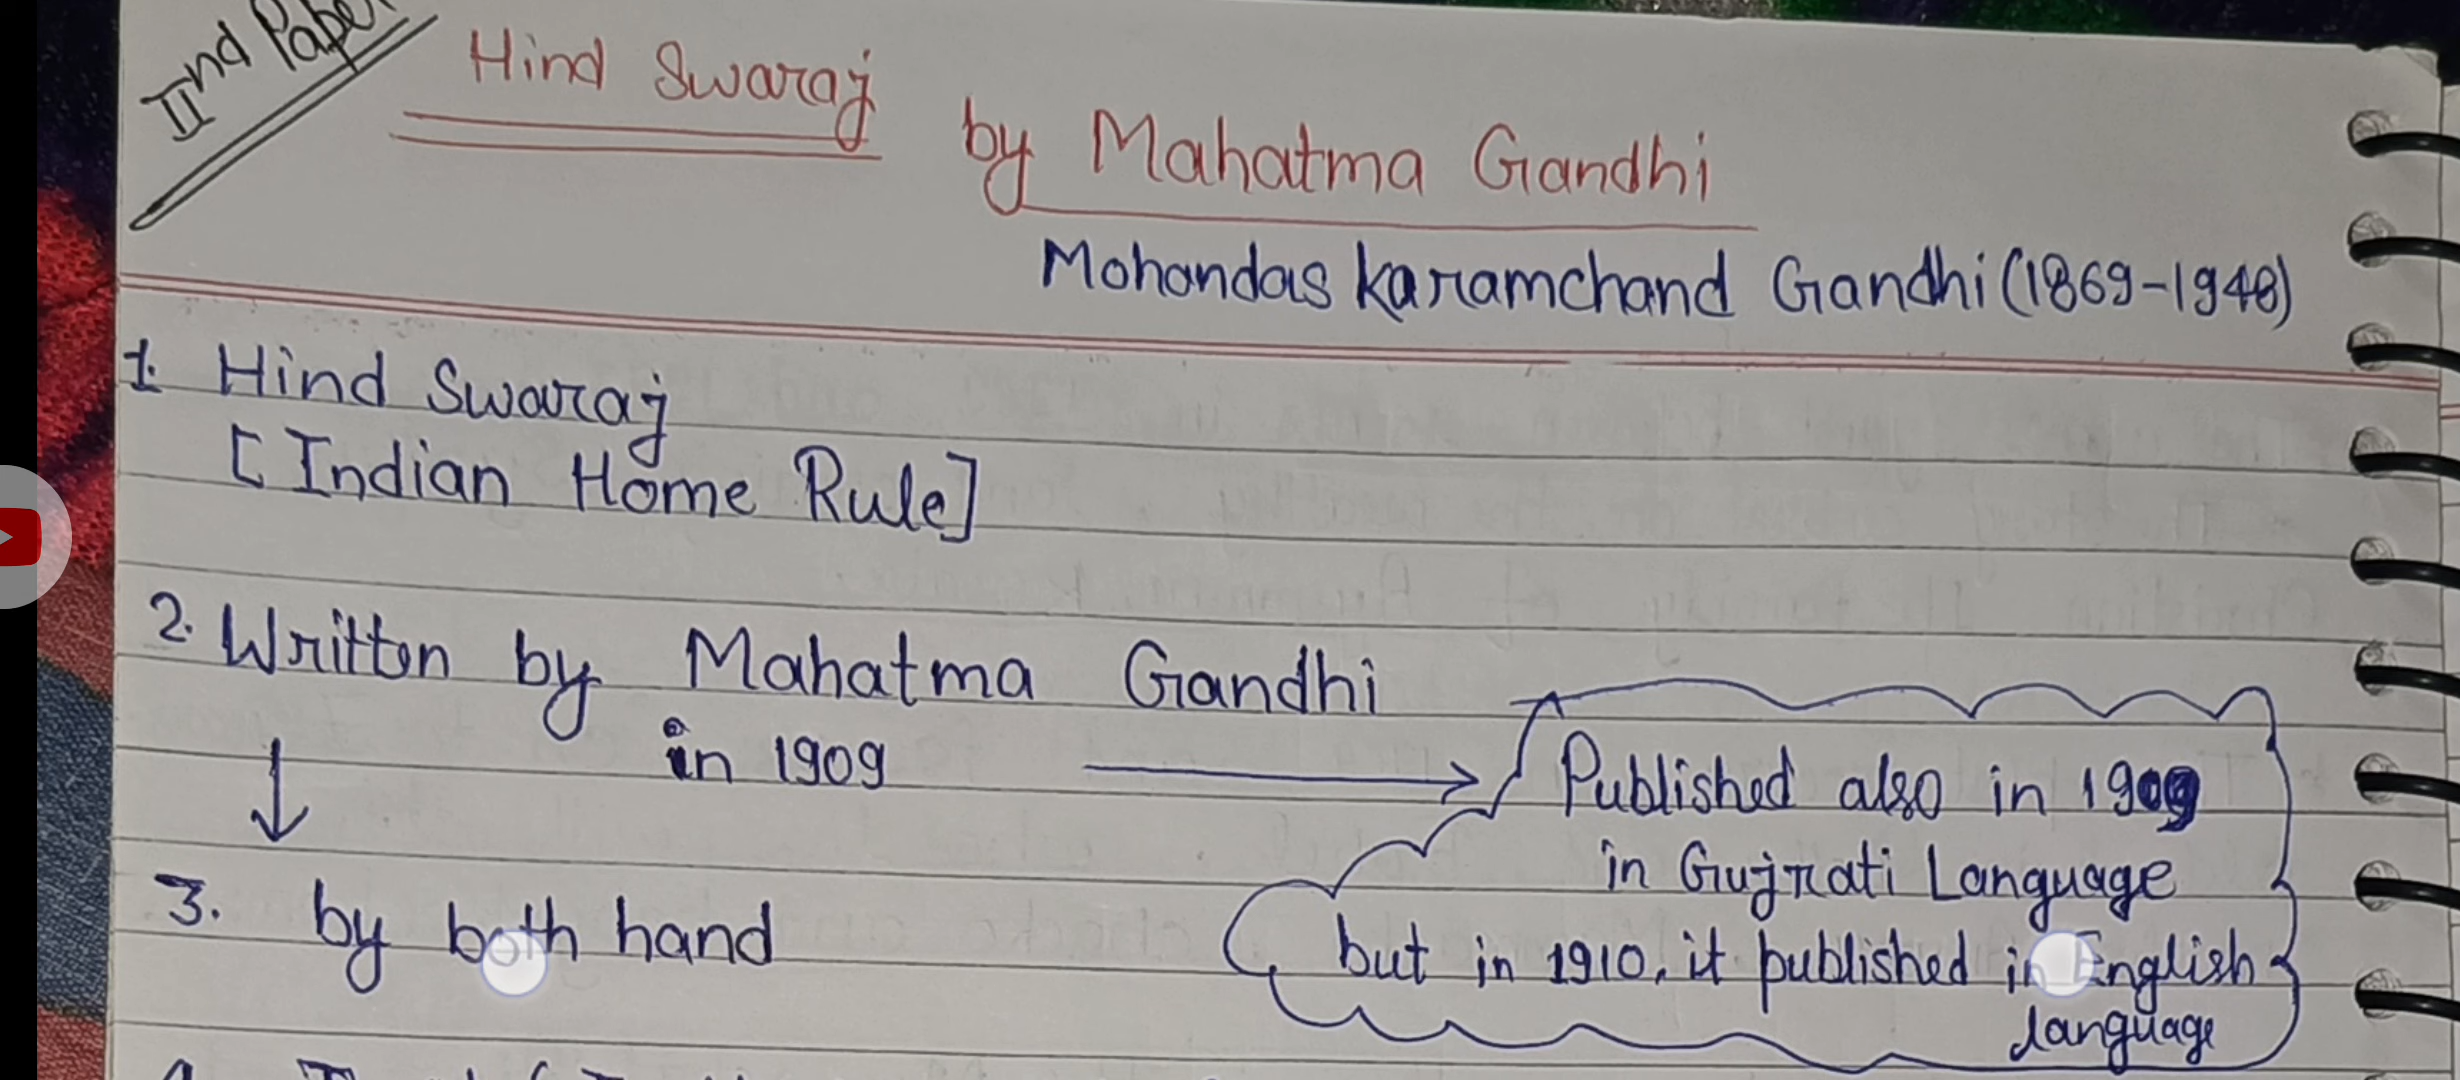 IInd Paper
Hind Swaraj
by Mahatma Gandhi
Mohandas Karamchand Gandhi (1869-1948)
1. Hind Swaraj
[Indian Home Rule]
2. Written by Mahatma Gandhi
in 1909
Published also in 1909
in Gujrati Language
but in 1910, it published in English
language
3. by both hand